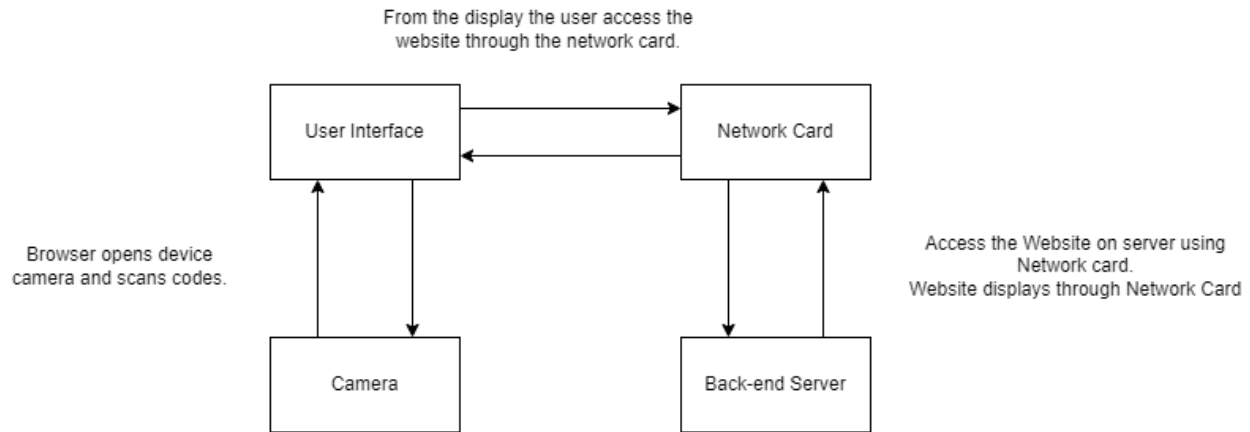 From the display the user access the
website through the network card.
User Interface
Network Card
Browser opens device
camera and scans codes.
Access the Website on server using
Network card.
Website displays through Network Card
Camera
Back-end Server